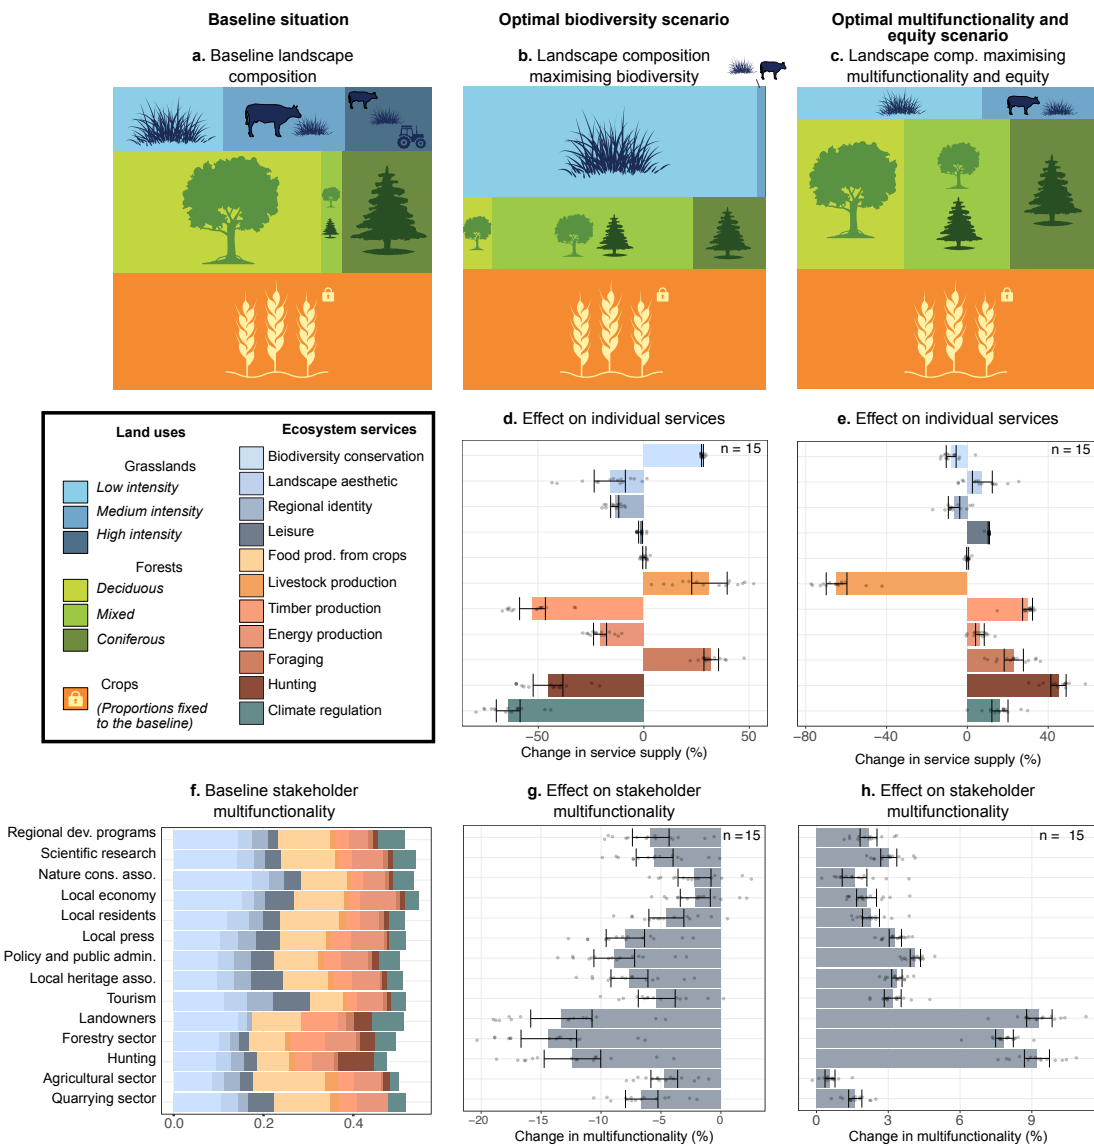 Baseline situation
Optimal biodiversity scenario
Optimal multifunctionality and
equity scenario
a. Baseline landscape
composition
b. Landscape composition
maximising biodiversity
c. Landscape comp. maximising
multifunctionality and equity
Land uses
Grasslands
Low intensity
Medium intensity
High intensity
Forests
Deciduous
Mixed
Coniferous
Crops
(Proportions fixed
to the baseline)
Ecosystem services
Biodiversity conservation
Landscape aesthetic
Regional identity
Leisure
Food prod. from crops
Livestock production
Timber production
Energy production
Foraging
Hunting
Climate regulation
d. Effect on individual services
n = 15
−50 0 50
Change in service supply (%)
e. Effect on individual services
n = 15
−80 −40 0 40
Change in service supply (%)
f. Baseline stakeholder
multifunctionality
Regional dev. programs
Scientific research
Nature cons. asso.
Local economy
Local residents
Local press
Policy and public admin.
Local heritage asso.
Tourism
Landowners
Forestry sector
Hunting
Agricultural sector
Quarrying sector
0.0 0.2 0.4
g. Effect on stakeholder
multifunctionality
n = 15
−20 −15 −10 −5 0
Change in multifunctionality (%)
h. Effect on stakeholder
multifunctionality
n = 15
0 3 6 9
Change in multifunctionality (%)